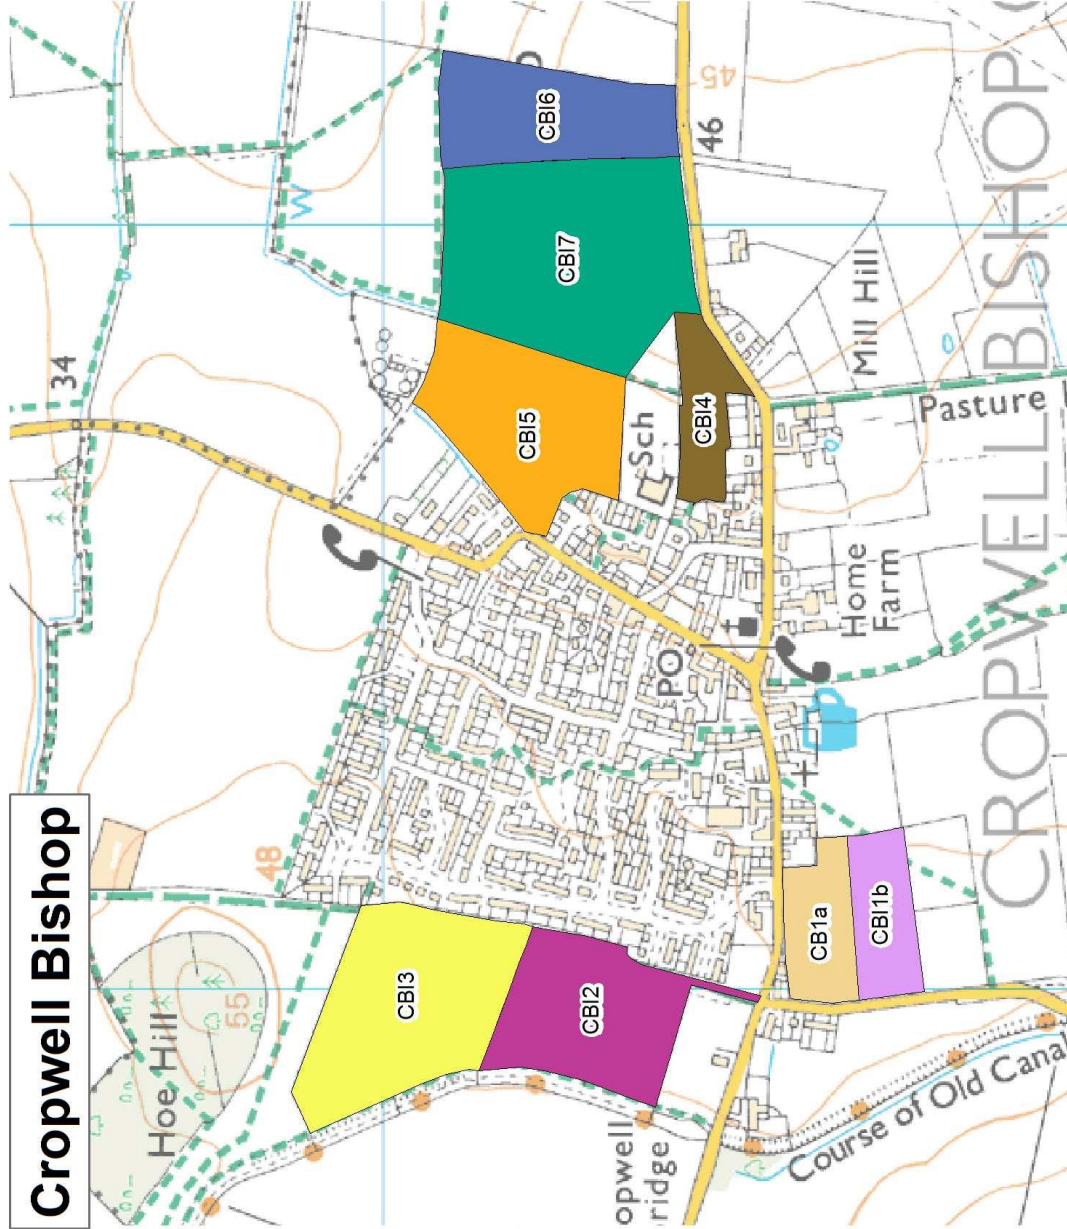 Cropwell Bishop
Hoe Hill
55
48
34
W
CBI6
CBI7
CBI5
CBI4
CBI3
CBI2
CB1a
CBI1b
45
46
Sch
PO
Mill Hill
Pasture
Home
Farm
opwell
ridge
Course of Old Canal
CROPWELL BISHOP